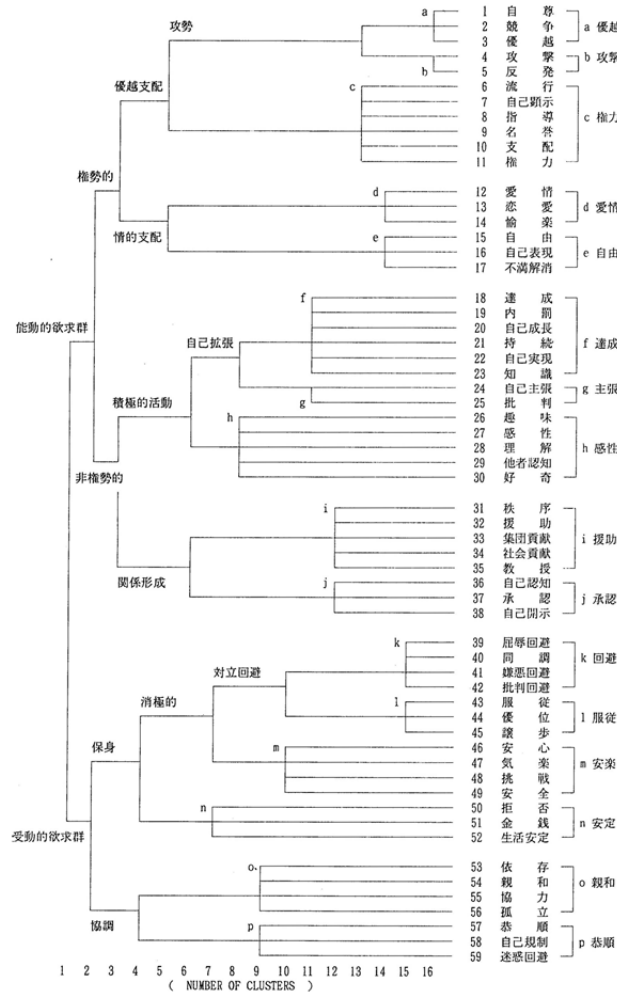 a 1 自尊
攻勢 2 競争 a 優越
3 優越
4 攻撃 b 攻撃
b 5 反発
優越支配 c 6 流行
7 自己顕示
8 指導 c 権力
9 名誉
10 支配
11 権力
権勢的
d 12 愛情
13 恋愛 d 愛情
14 愉楽
情的支配 e 15 自由
16 自己表現 e 自由
17 不満解消
f 18 達成
19 内罰
能動的欲求群 20 自己成長
自己拡張 21 持続 f 達成
22 自己実現
23 知識
24 自己主張 g 主張
積極的活動 g 25 批判
h 26 趣味
27 感性
28 理解 h 感性
29 他者認知
非権勢的 30 好奇
i 31 秩序
32 援助
33 集団貢献 i 援助
34 社会貢献
35 教授
関係形成 j 36 自己認知
37 承認 j 承認
38 自己開示
k 39 屈辱回避
対立回避 40 同調 k 回避
41 嫌悪回避
42 批判回避
消極的 l 43 服従
44 優位 l 服従
45 譲歩
保身 m 46 安心
47 気楽 m 安楽
48 挑戦
49 安全
n 50 拒否
51 金銭 n 安定
受動的欲求群 52 生活安定
o 53 依存
54 親和 o 親和
55 協力
56 孤立
協調 p 57 恭順
58 自己規制 p 恭順
59 迷惑回避
1 2 3 4 5 6 7 8 9 10 11 12 13 14 15 16
( NUMBER OF CLUSTERS )